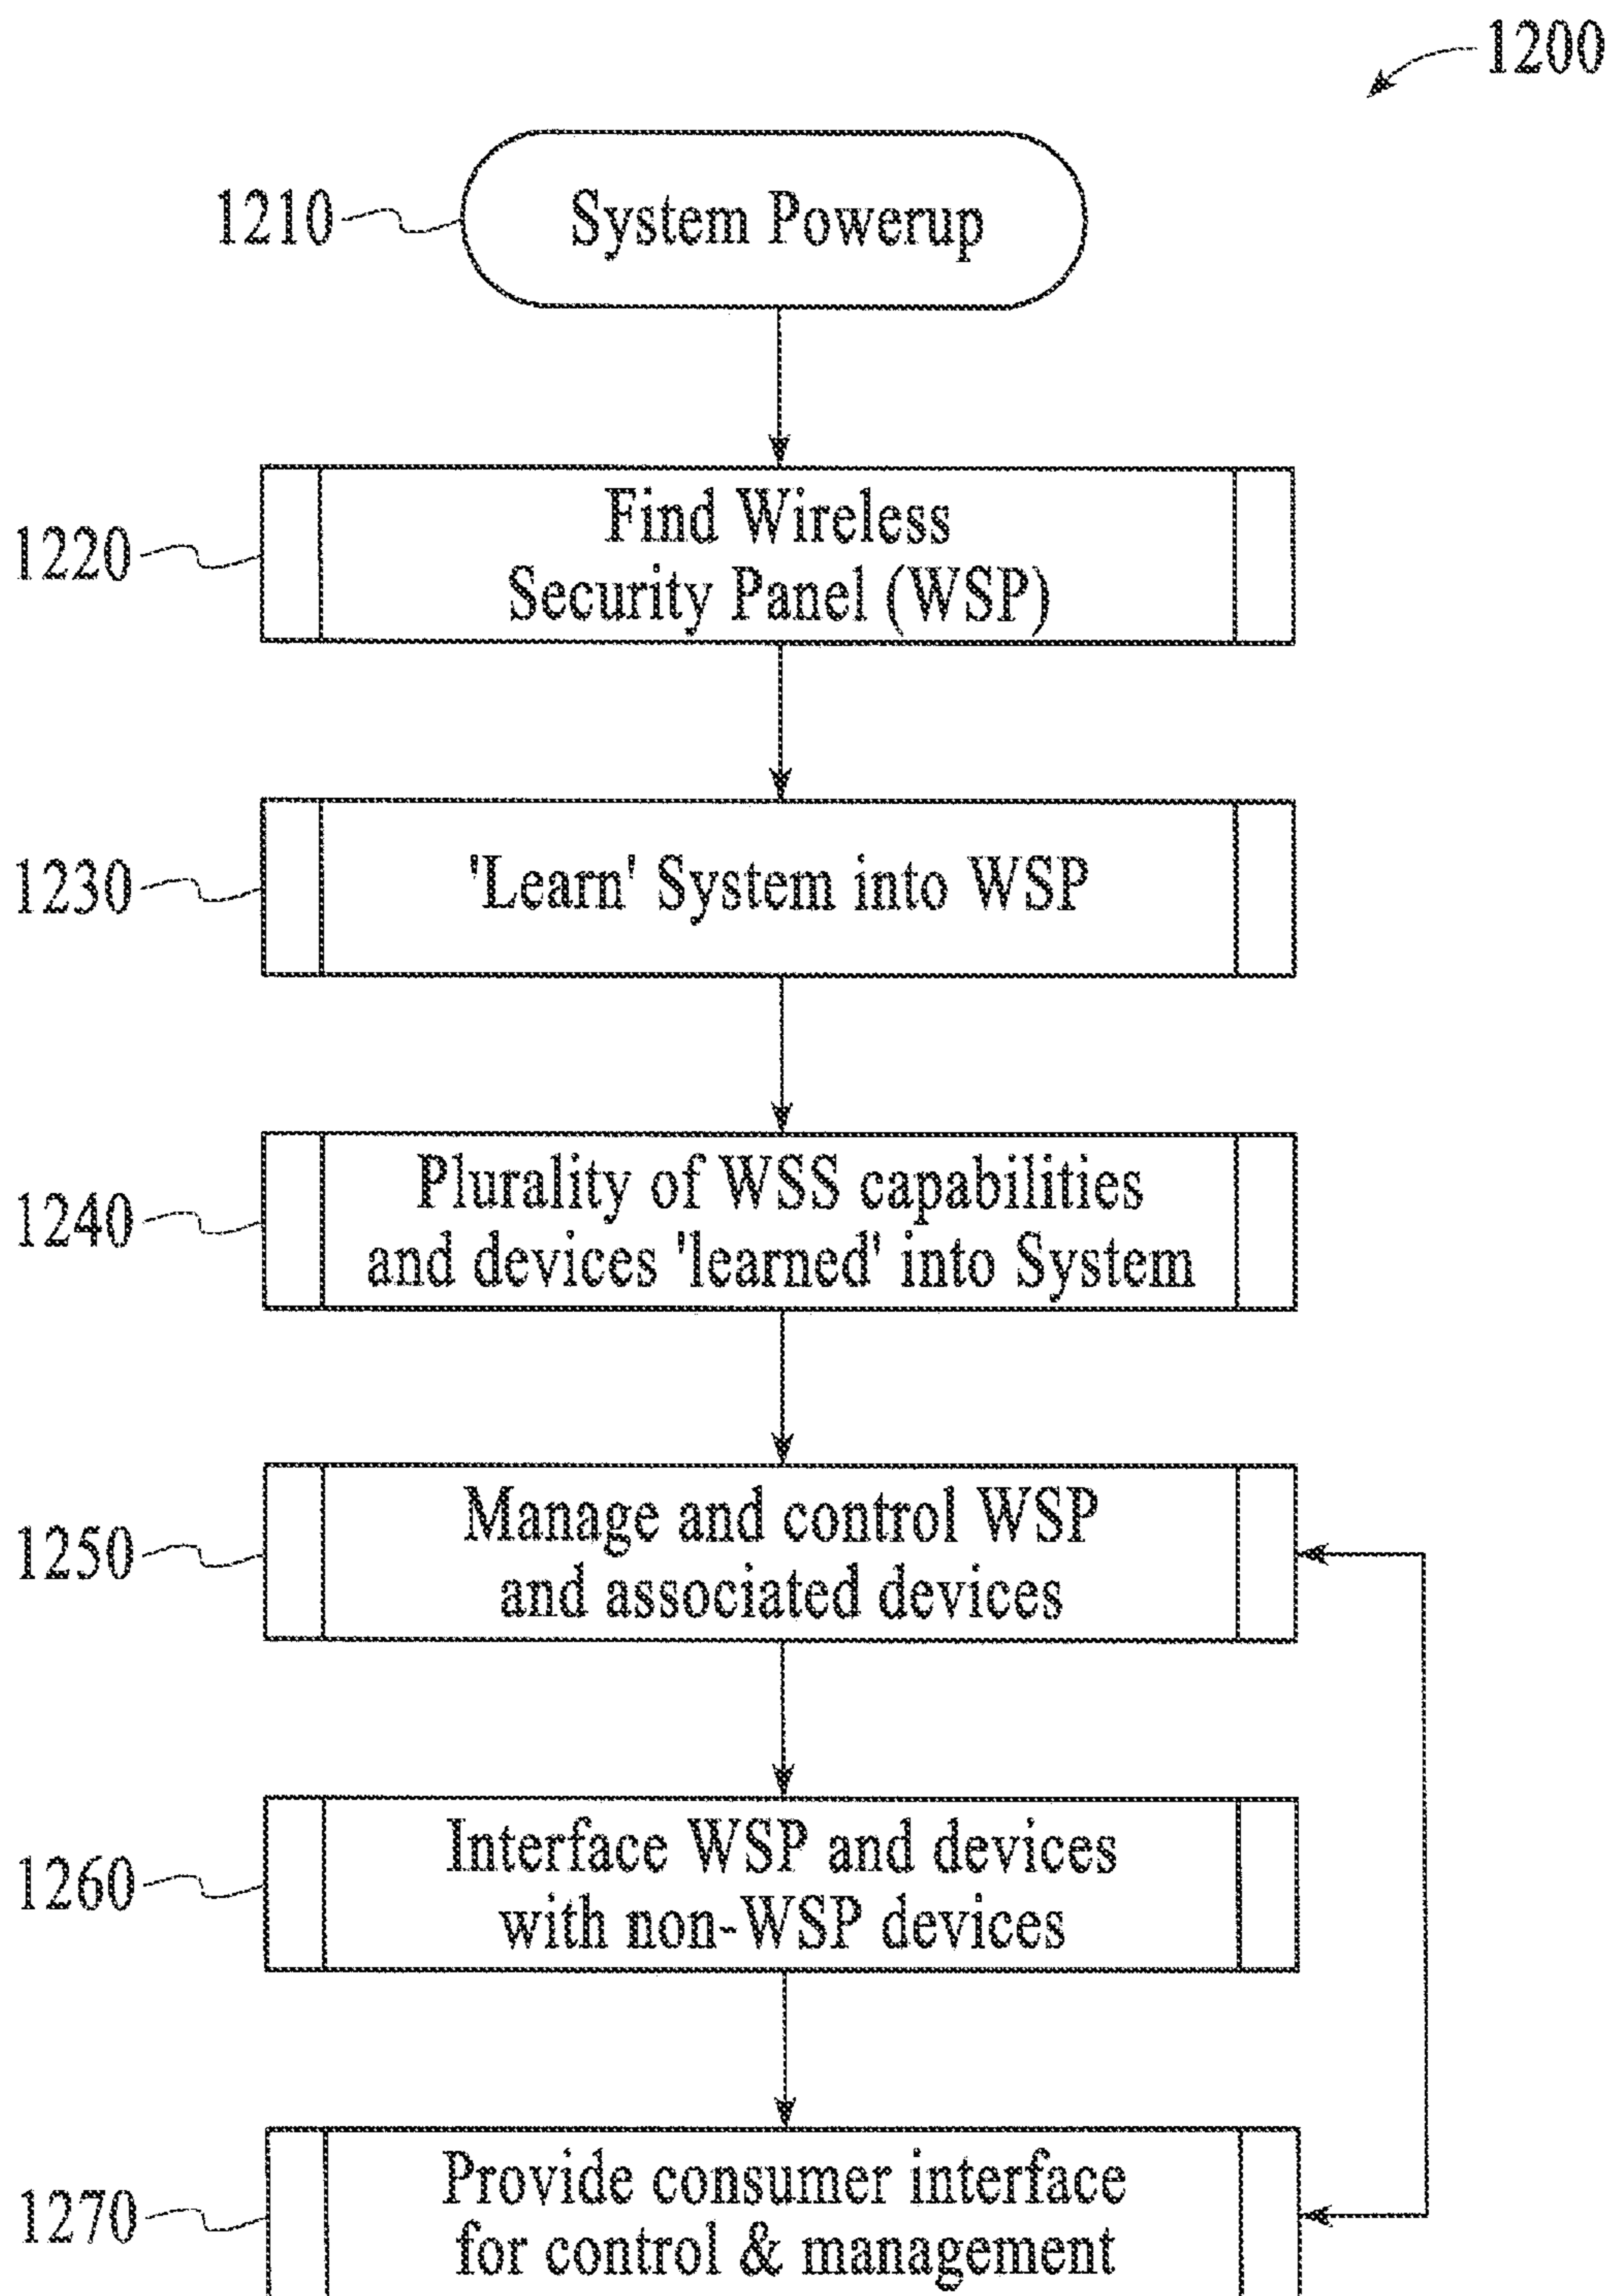 1200
1210
System Powerup
1220
Find Wireless
Security Panel (WSP)
1230
'Learn' System into WSP
1240
Plurality of WSS capabilities
and devices 'learned' into System
1250
Manage and control WSP
and associated devices
1260
Interface WSP and devices
with non-WSP devices
1270
Provide consumer interface
for control & management